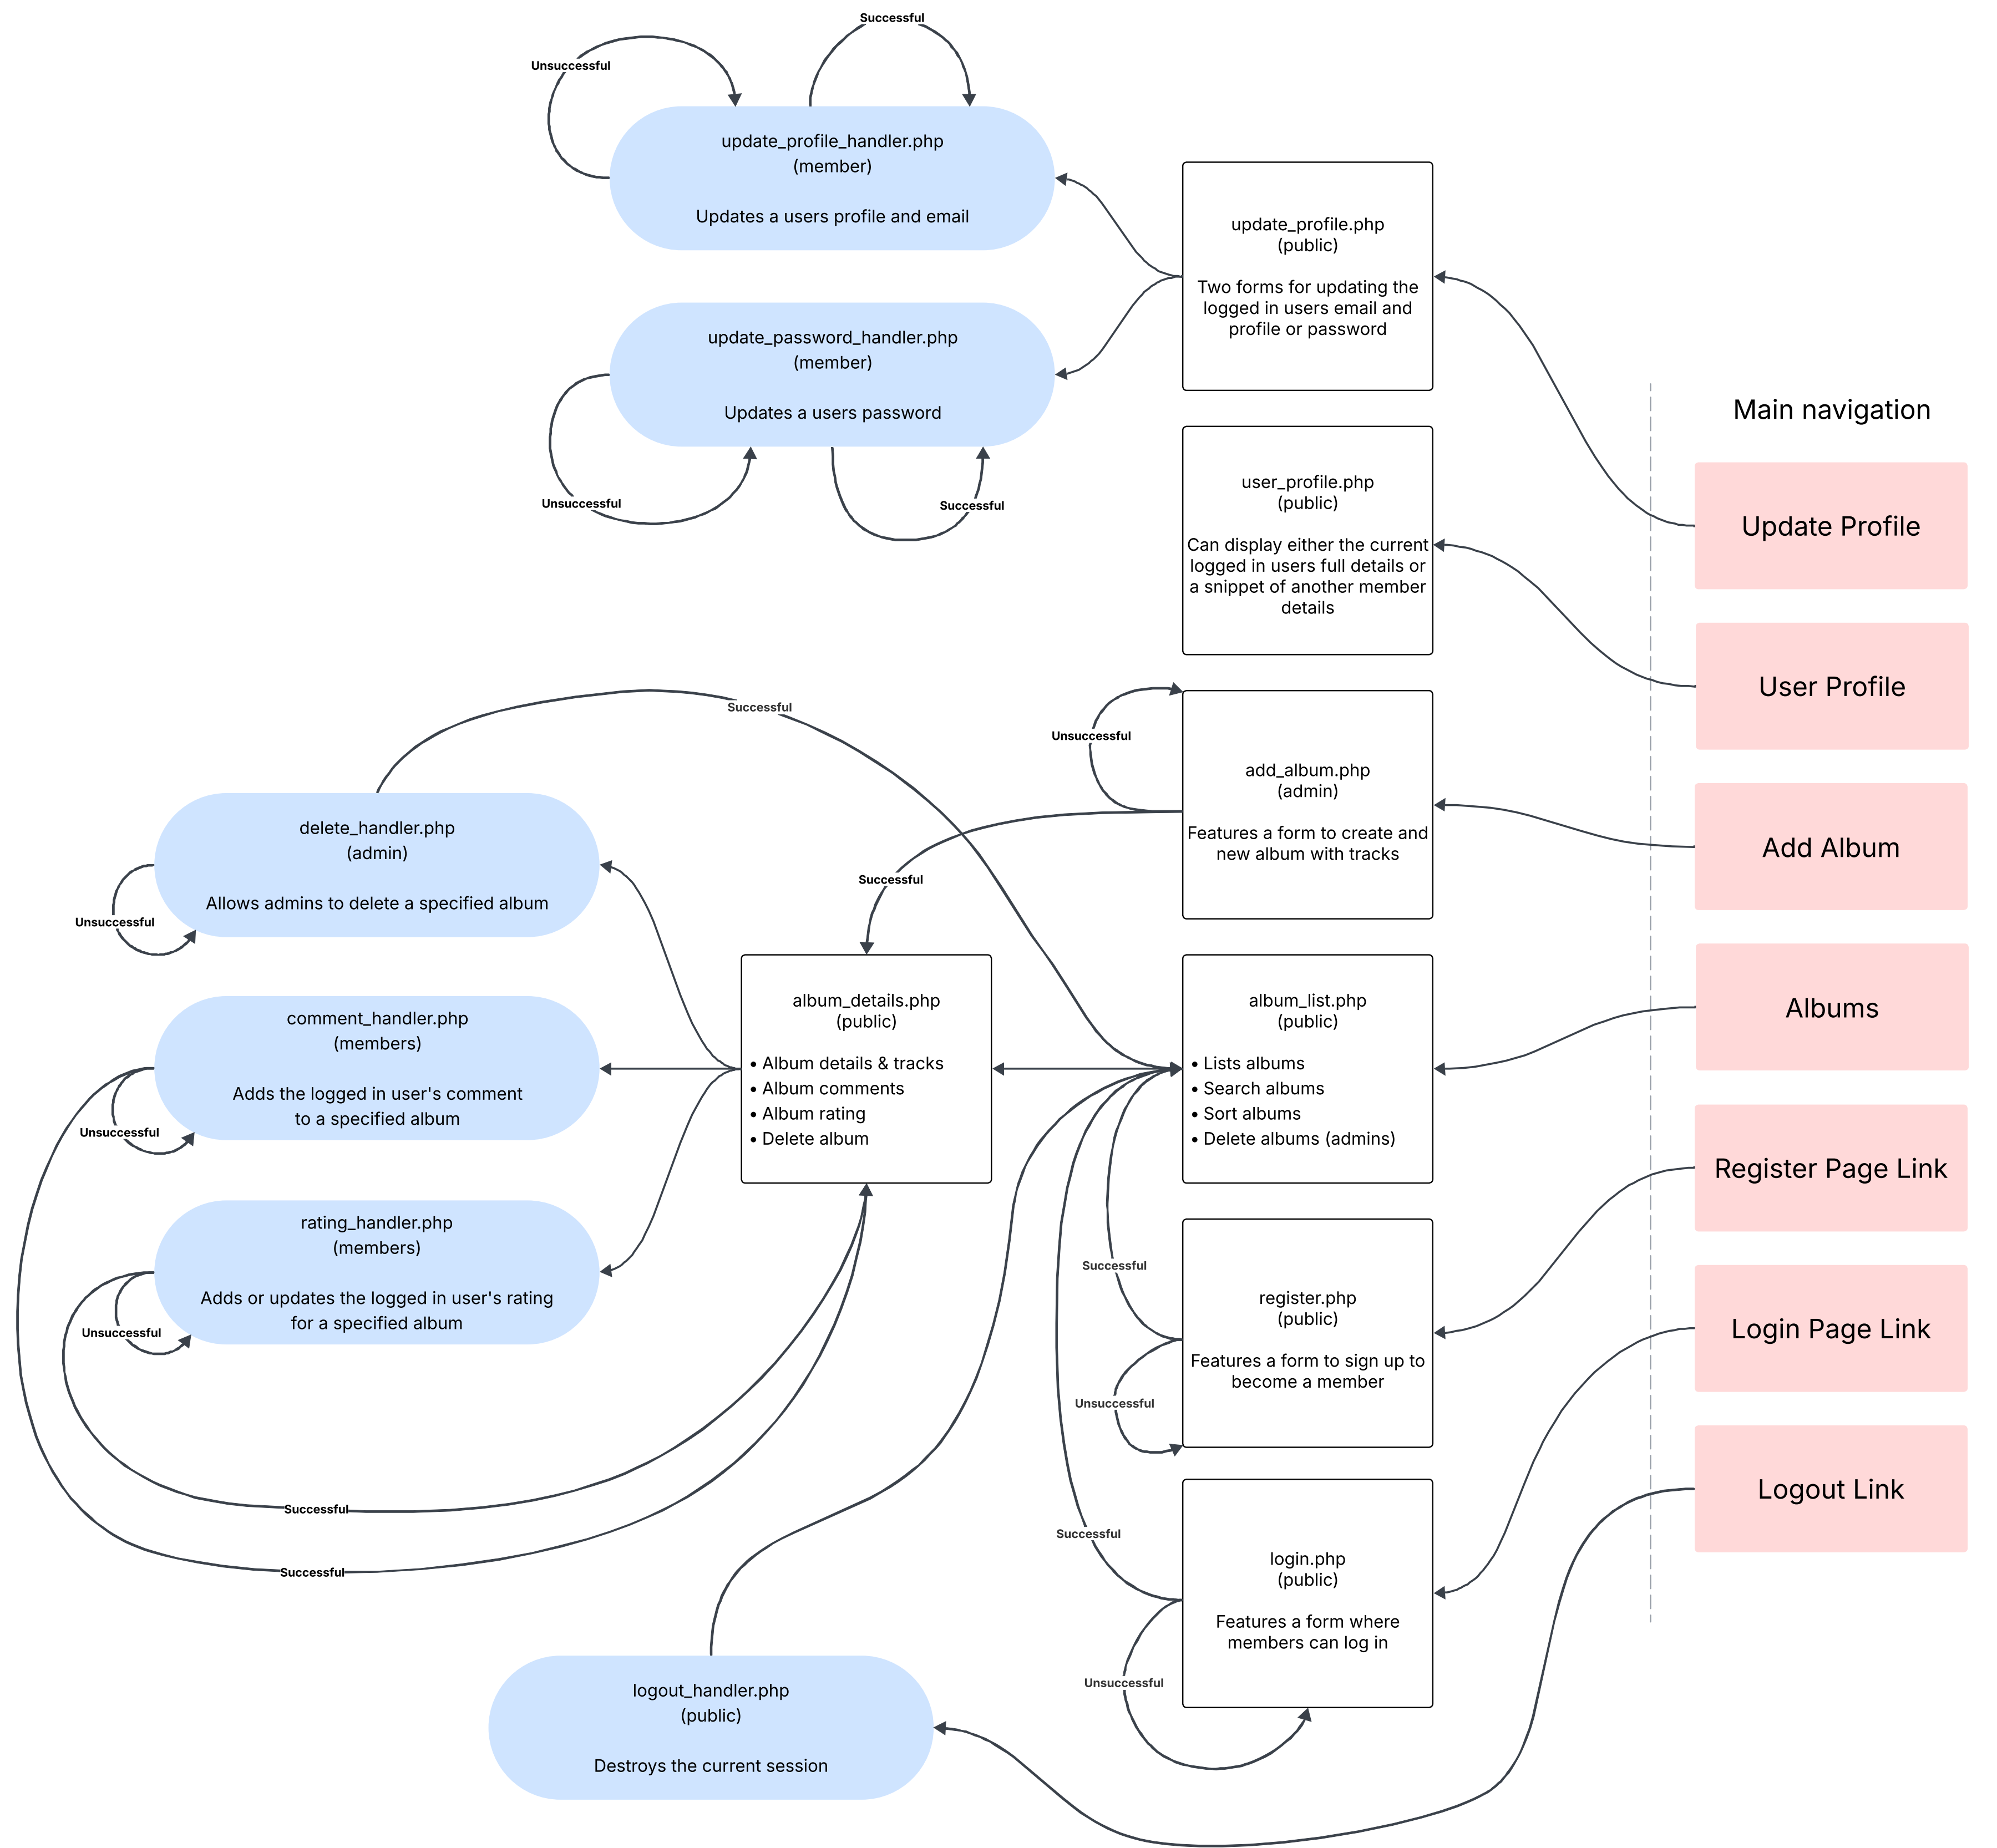 Successful
Unsuccessful
update_profile_handler.php
(member)
Updates a users profile and email
update_profile.php
(public)
Two forms for updating the
logged in users email and
profile or password
update_password_handler.php
(member)
Updates a users password
Unsuccessful
Successful
Main navigation
Update Profile
user_profile.php
(public)
Can display either the current
logged in users full details or
a snippet of another member
details
User Profile
Successful
Unsuccessful
add_album.php
(admin)
Features a form to create and
new album with tracks
Add Album
delete_handler.php
(admin)
Allows admins to delete a specified album
Unsuccessful
Successful
album_details.php
(public)
• Album details & tracks
• Album comments
• Album rating
• Delete album
album_list.php
(public)
• Lists albums
• Search albums
• Sort albums
• Delete albums (admins)
Albums
comment_handler.php
(members)
Adds the logged in user's comment
to a specified album
Unsuccessful
Register Page Link
rating_handler.php
(members)
Adds or updates the logged in user's rating
for a specified album
Unsuccessful
Successful
register.php
(public)
Features a form to sign up to
become a member
Unsuccessful
Login Page Link
Successful
Successful
Successful
login.php
(public)
Features a form where
members can log in
Unsuccessful
Logout Link
logout_handler.php
(public)
Destroys the current session